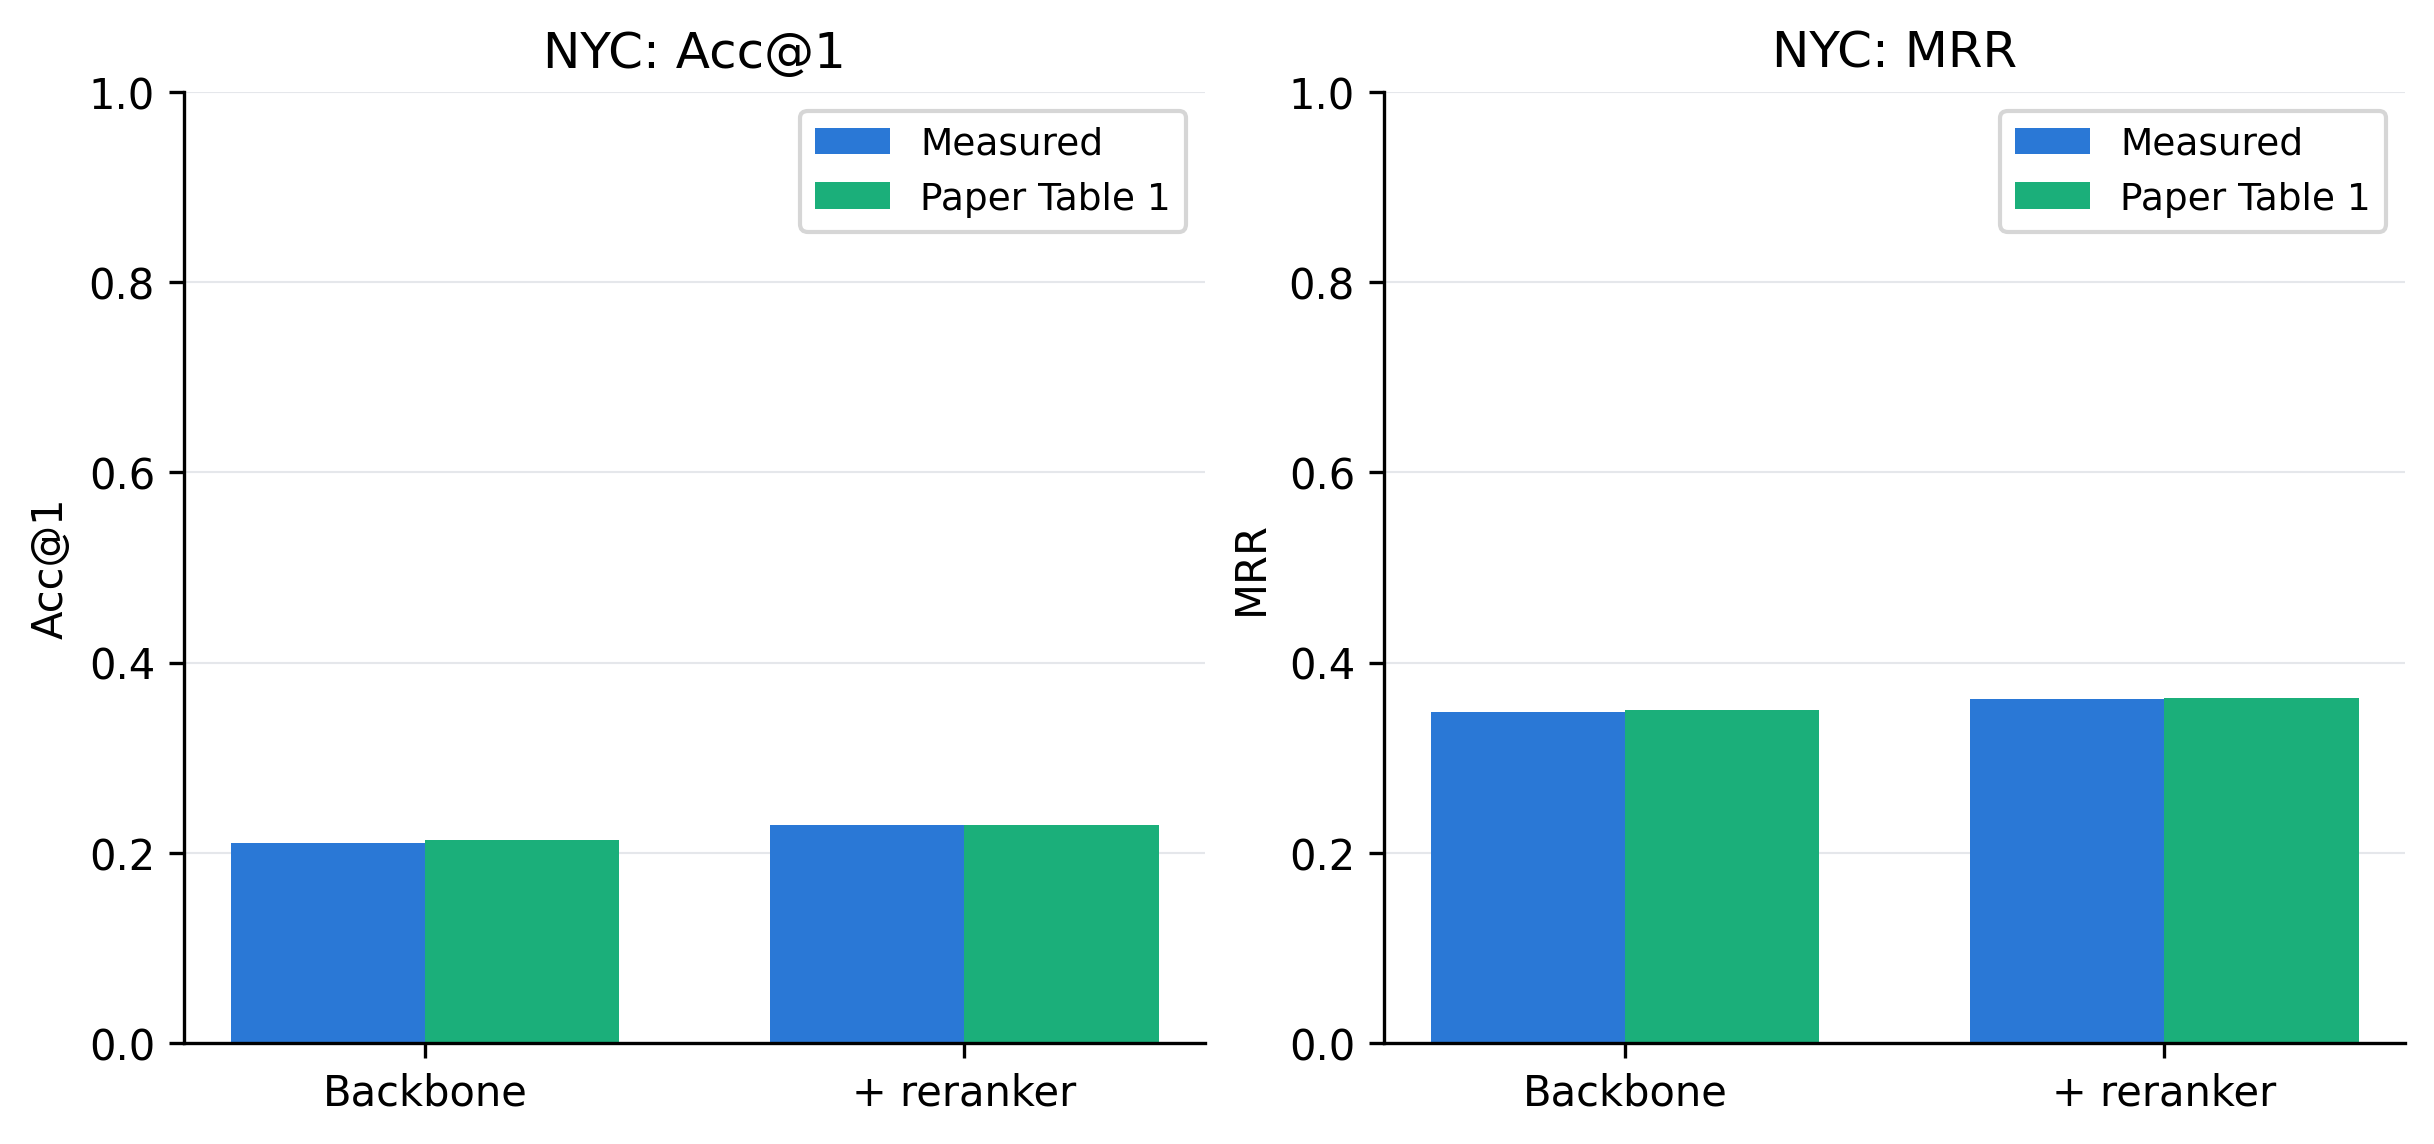 NYC: Acc@1
1.0
0.8
0.6
0.4
0.2
0.0
Acc@1
Measured
Paper Table 1
Backbone
+ reranker
NYC: MRR
1.0
0.8
0.6
0.4
0.2
0.0
MRR
Measured
Paper Table 1
Backbone
+ reranker